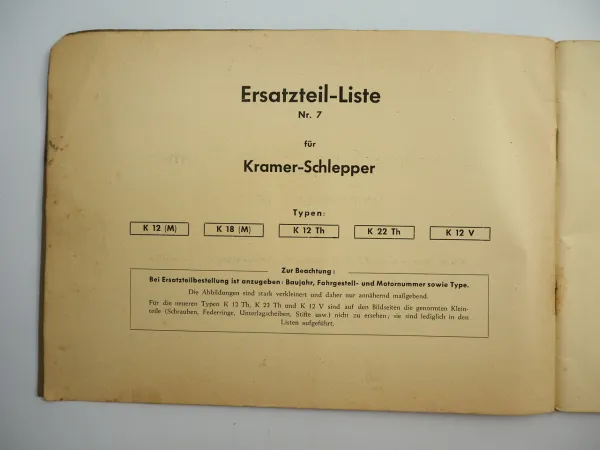 Ersatzteil-Liste
Nr. 7
für
Kramer-Schlepper
Typen:
K 12 (M) K 18 (M) K 12 Th K 22 Th K 12 V
Zur Beachtung:
Bei Ersatzteilbestellung ist anzugeben: Baujahr, Fahrgestell- und Motornummer sowie Type.
Die Abbildungen sind stark verkleinert und daher nur annähernd maßgebend.
Für die neueren Typen K 12 Th, K 22 Th und K 12 V sind auf den Bildseiten die genormten Klein-
teile (Schrauben, Federringe, Unterlagscheiben, Stifte usw.) nicht zu ersehen; sie sind lediglich in den
Listen aufgeführt.